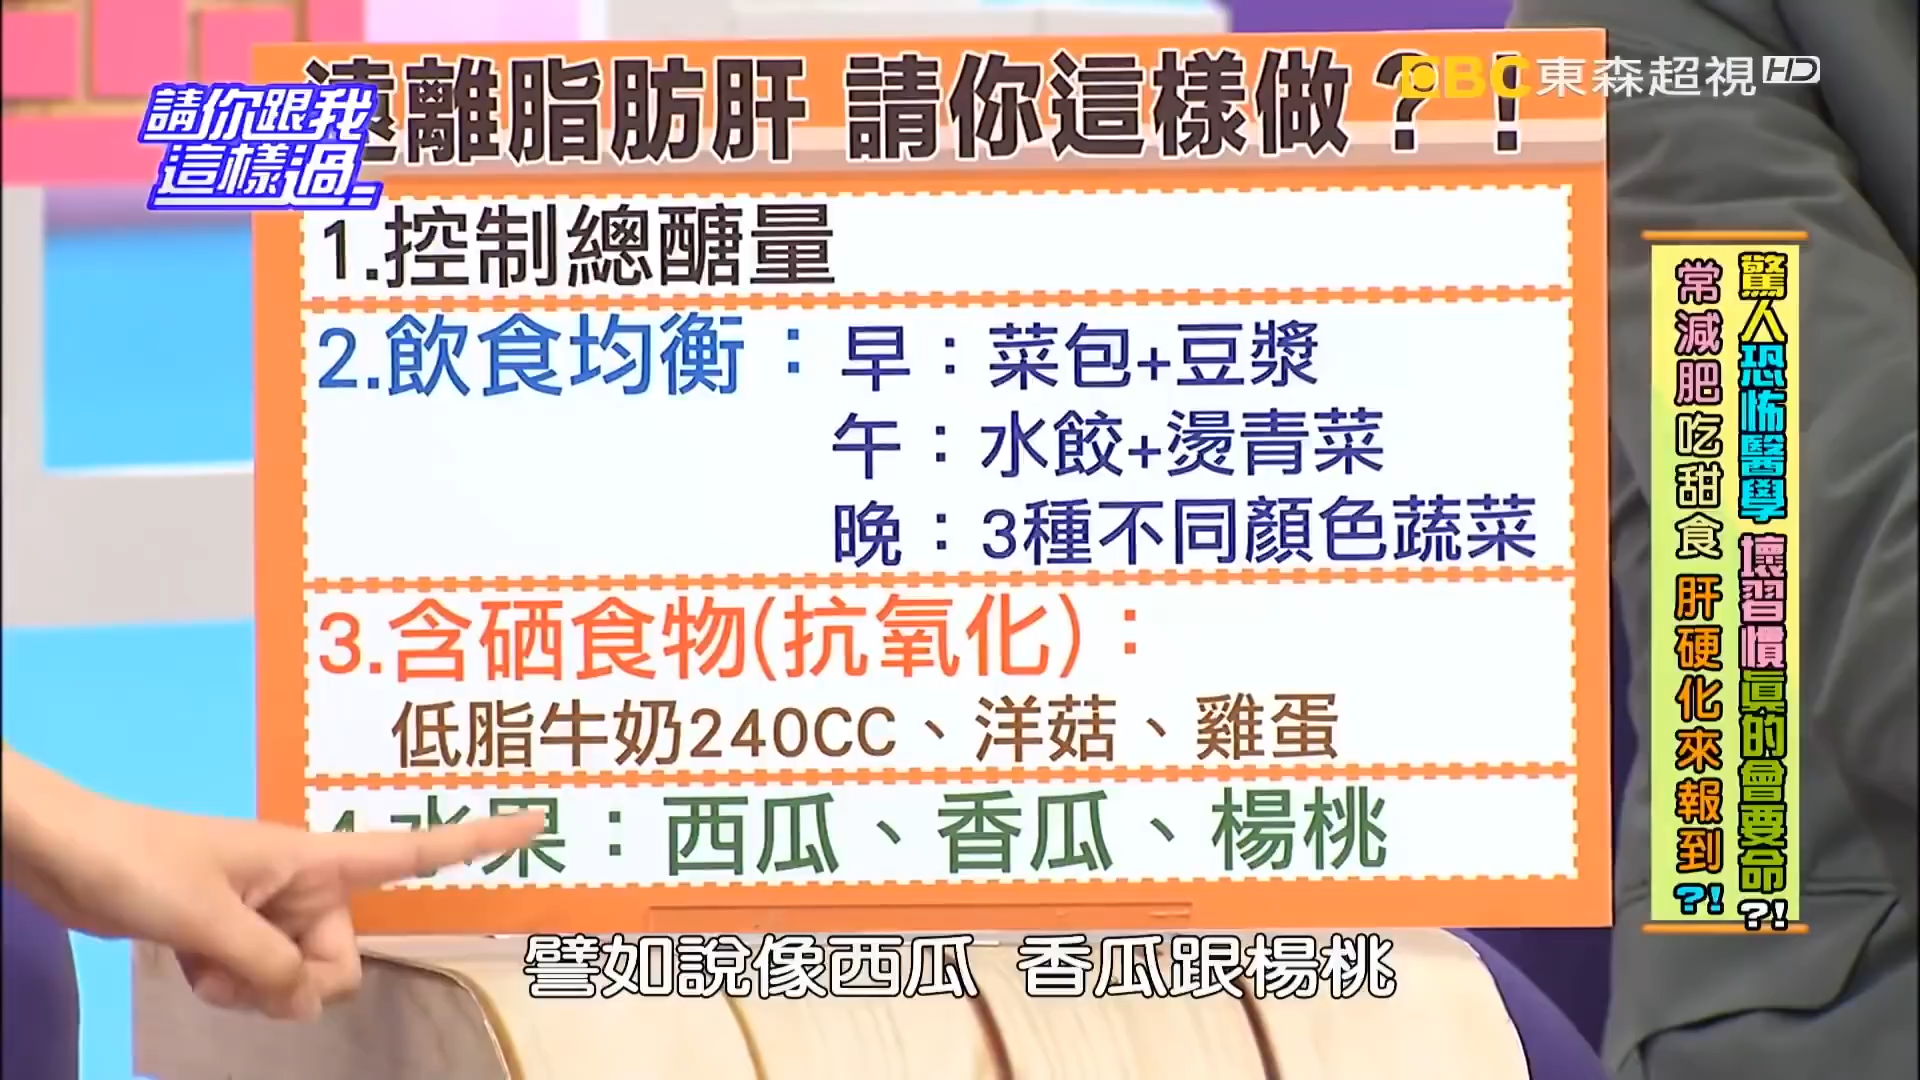 遠離脂肪肝 請你這樣做?!
EBC東森超視HD
請你跟我
這樣過
1.控制總醣量
2.飲食均衡：早：菜包+豆漿
午：水餃+燙青菜
晚：3種不同顏色蔬菜
3.含硒食物(抗氧化)：
低脂牛奶240CC、洋菇、雞蛋
4.水果：西瓜、香瓜、楊桃
驚人恐怖醫學 壞習慣真的會要命?!
常減肥吃甜食 肝硬化來報到?!
譬如說像西瓜 香瓜跟楊桃